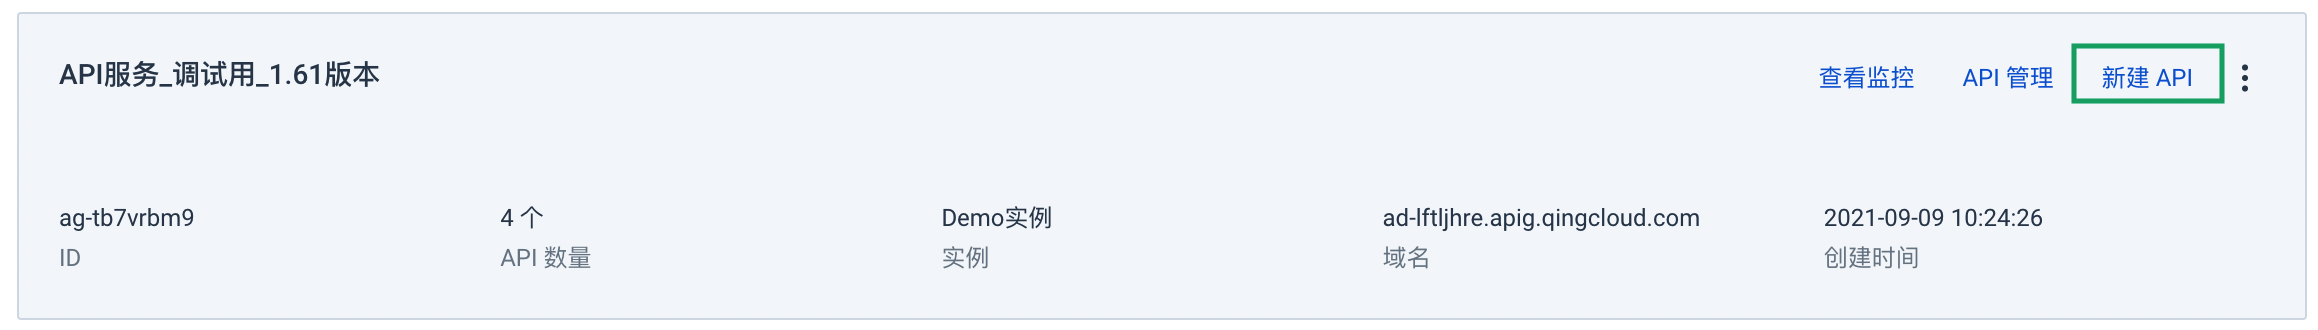 API服务_调试用_1.61版本
查看监控 API 管理 新建 API
ag-tb7vrbm9 4 个 Demo实例 ad-lftljhre.apig.qingcloud.com 2021-09-09 10:24:26
ID API 数量 实例 域名 创建时间